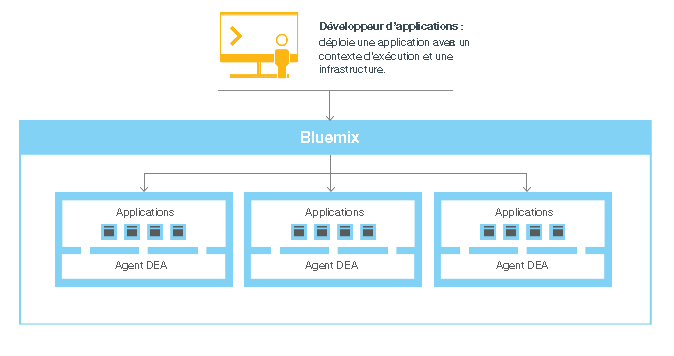 Développeur d'applications :
déploie une application avec un
contexte d'exécution et une
infrastructure.
Bluemix
Applications
Applications
Applications
Agent DEA
Agent DEA
Agent DEA